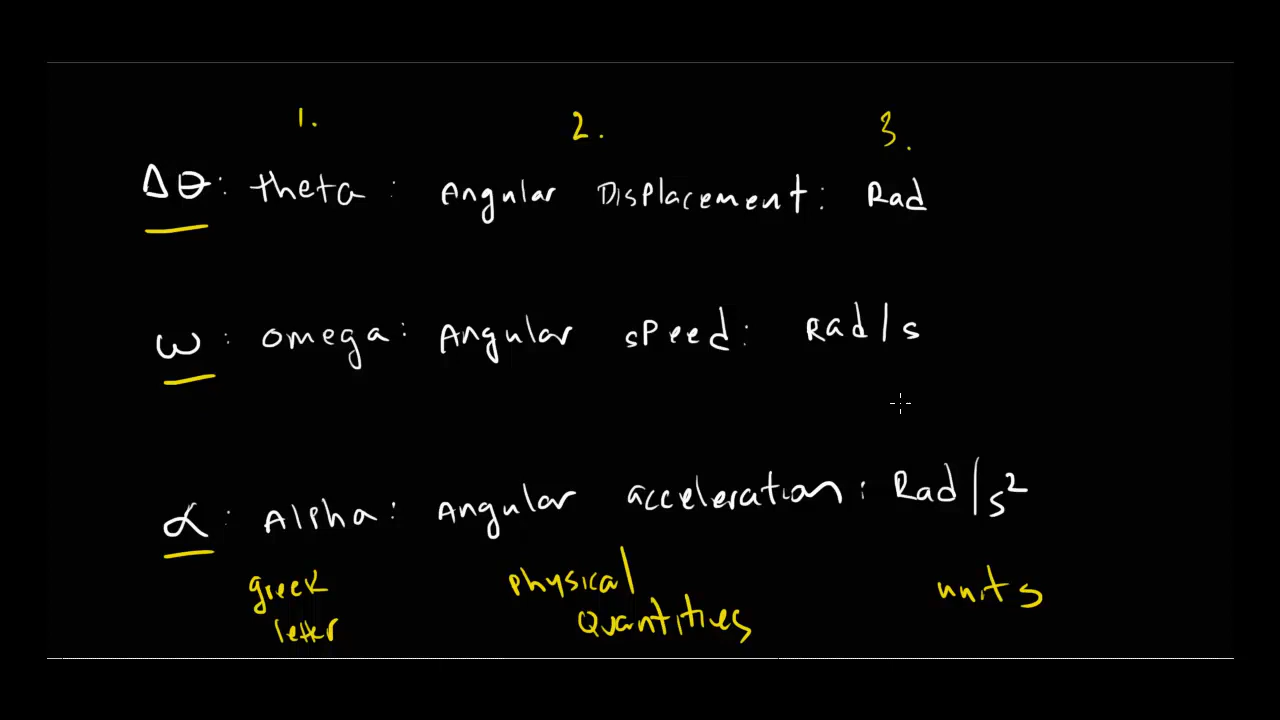 1. 2. 3.
Δθ: theta: Angular Displacement: Rad
ω: omega: Angular speed: Rad/s
α: Alpha: Angular acceleration: Rad/s²
greek physical units
letter Quantities